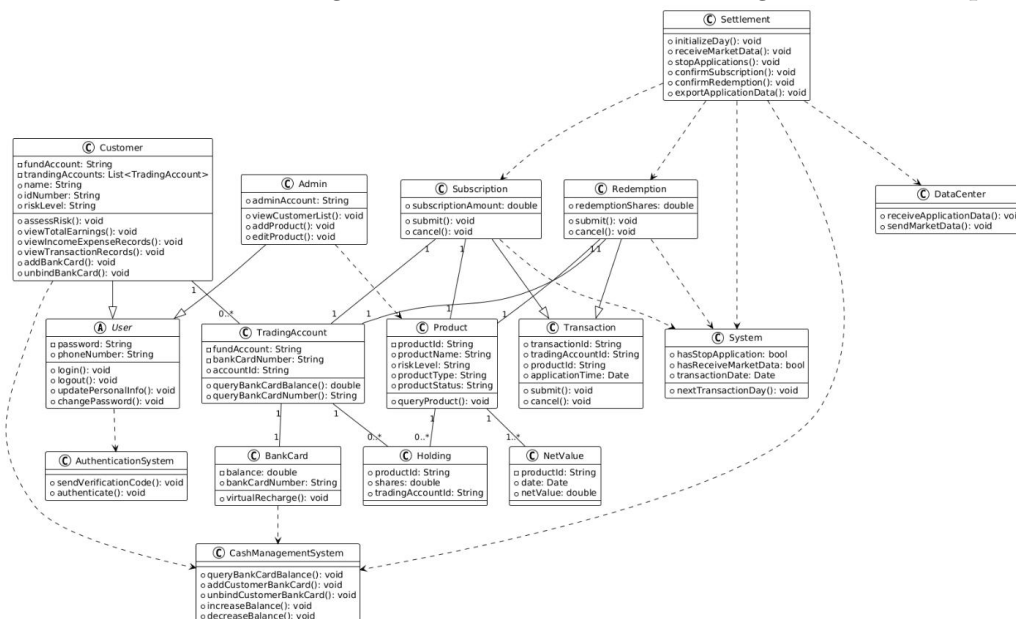 C Settlement
initializeDay(): void
receiveMarketData(): void
stopApplications(): void
confirmSubscription(): void
confirmRedemption(): void
exportApplicationData(): void
C Customer
fundAccount: String
trandingAccounts: List<TradingAccount>
name: String
idNumber: String
riskLevel: String
assessRisk(): void
viewTotalEarnings(): void
viewIncomeExpenseRecords(): void
viewTransactionRecords(): void
addBankCard(): void
unbindBankCard(): void
C Admin
adminAccount: String
viewCustomerList(): void
addProduct(): void
editProduct(): void
C Subscription
subscriptionAmount: double
submit(): void
cancel(): void
C Redemption
redemptionShares: double
submit(): void
cancel(): void
C DataCenter
receiveApplicationData(): voi
sendMarketData(): void
1
1
1
1
1
0..*
1
1
1
1
A User
password: String
phoneNumber: String
login(): void
logout(): void
updatePersonalInfo(): void
changePassword(): void
C TradingAccount
fundAccount: String
bankCardNumber: String
accountId: String
queryBankCardBalance(): double
queryBankCardNumber(): String
C Product
productId: String
productName: String
riskLevel: String
productType: String
productStatus: String
queryProduct(): void
C Transaction
transactionId: String
tradingAccountId: String
productId: String
applicationTime: Date
submit(): void
cancel(): void
C System
hasStopApplication: bool
hasReceiveMarketData: bool
transactionDate: Date
nextTransactionDay(): void
1
1
1
1
1
0..*
0..*
1..*
C AuthenticationSystem
sendVerificationCode(): void
authenticate(): void
C BankCard
balance: double
bankCardNumber: String
virtualRecharge(): void
C Holding
productId: String
shares: double
tradingAccountId: String
C NetValue
productId: String
date: Date
netValue: double
C CashManagementSystem
queryBankCardBalance(): void
addCustomerBankCard(): void
unbindCustomerBankCard(): void
increaseBalance(): void
decreaseBalance(): void